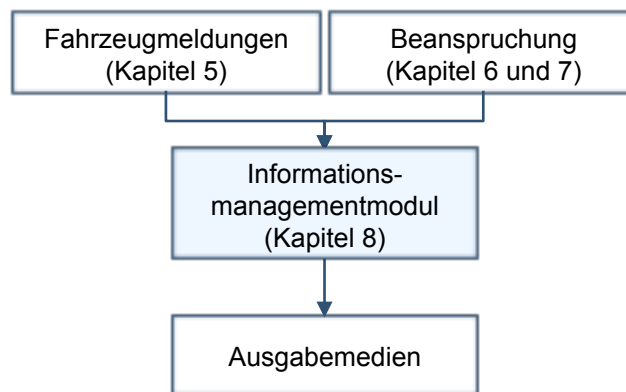 Fahrzeugmeldungen
(Kapitel 5)
Beanspruchung
(Kapitel 6 und 7)
Informations-
managementmodul
(Kapitel 8)
Ausgabemedien